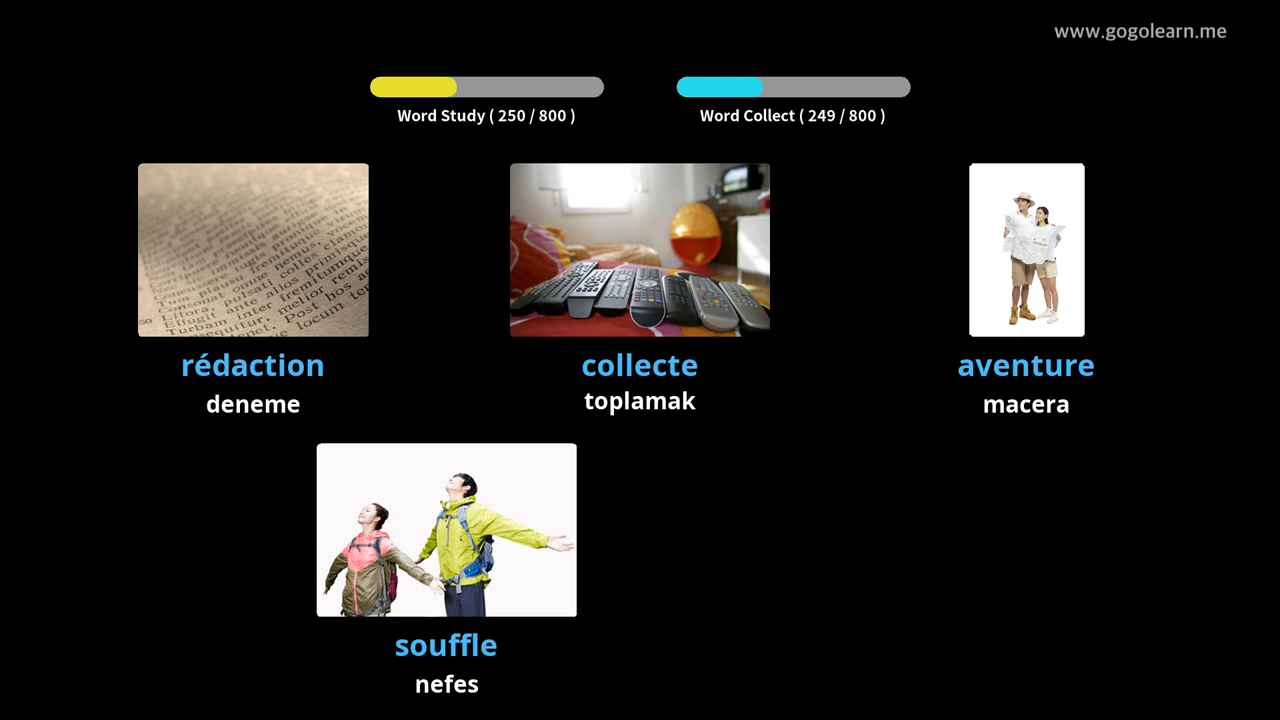 www.gogolearn.me
Word Study ( 250 / 800 )
Word Collect ( 249 / 800 )
rédaction
deneme
collecte
toplamak
aventure
macera
souffle
nefes